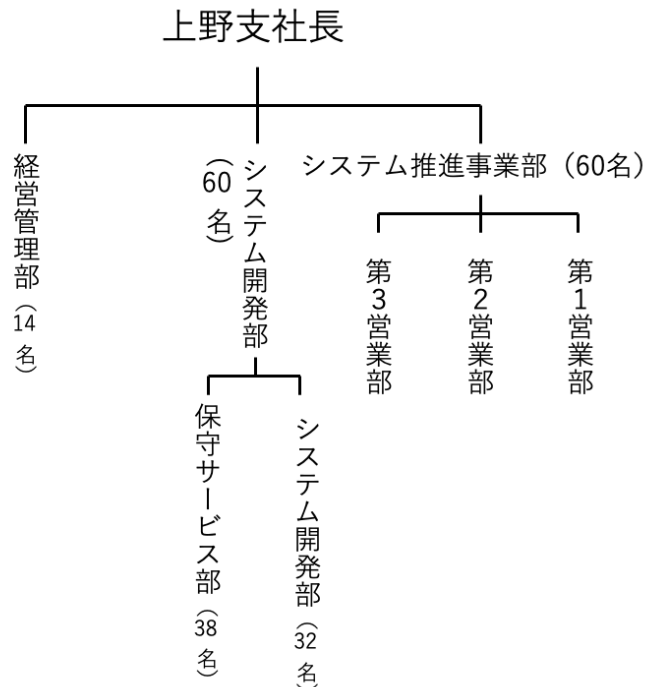 上野支社長
システム推進事業部（60名）
第1営業部
第2営業部
第3営業部
システム開発部
（60名）
システム開発部（32名）
保守サービス部（38名）
経営管理部（14名）